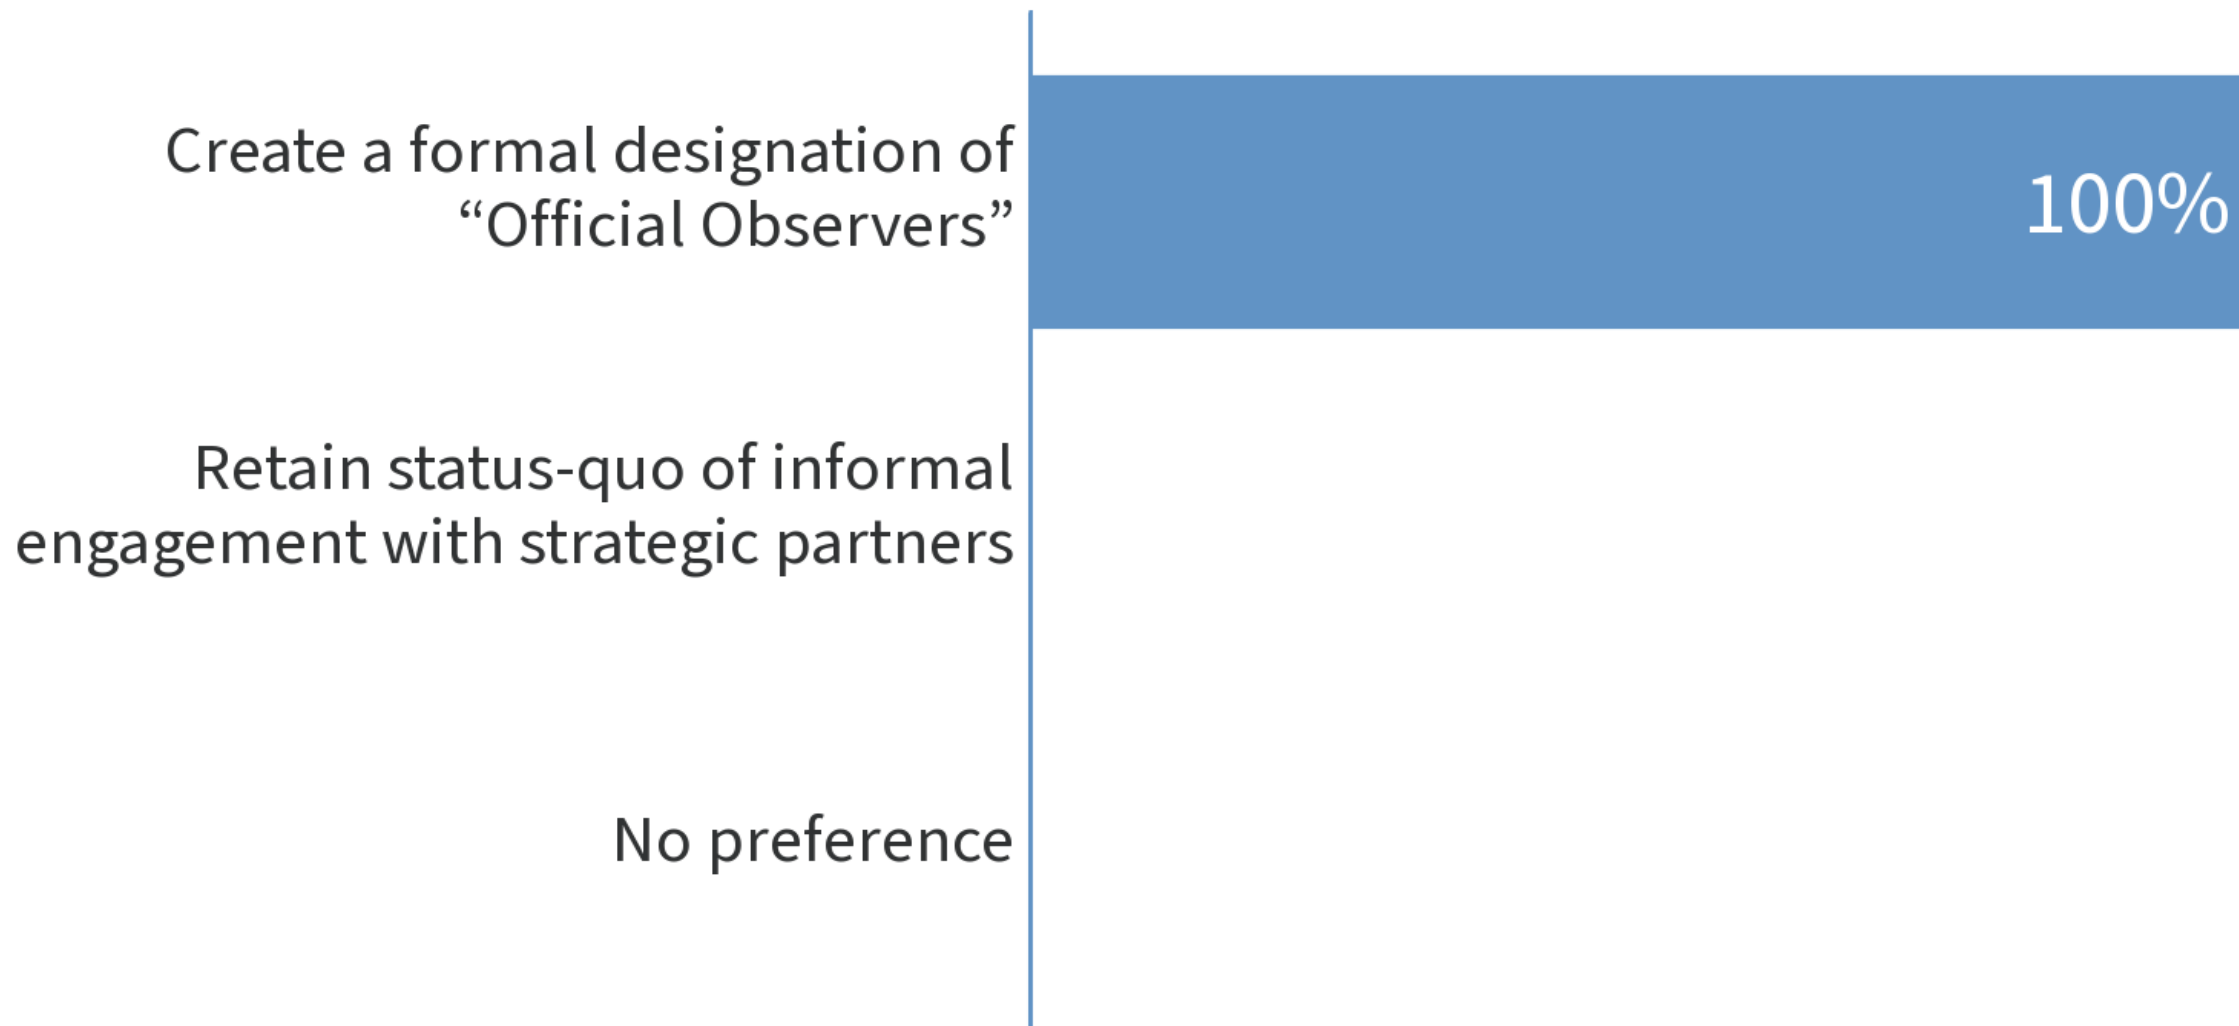 Create a formal designation of
“Official Observers”
100%
Retain status-quo of informal
engagement with strategic partners
No preference